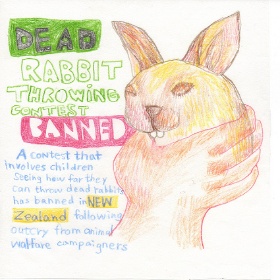 DEAD
RABBIT
THROWING
CONTEST
BANNED
A contest that
involves children
seeing how far they
can throw dead rabbits
has banned in NEW
Zealand following
outcry from animal
walfare campaigners